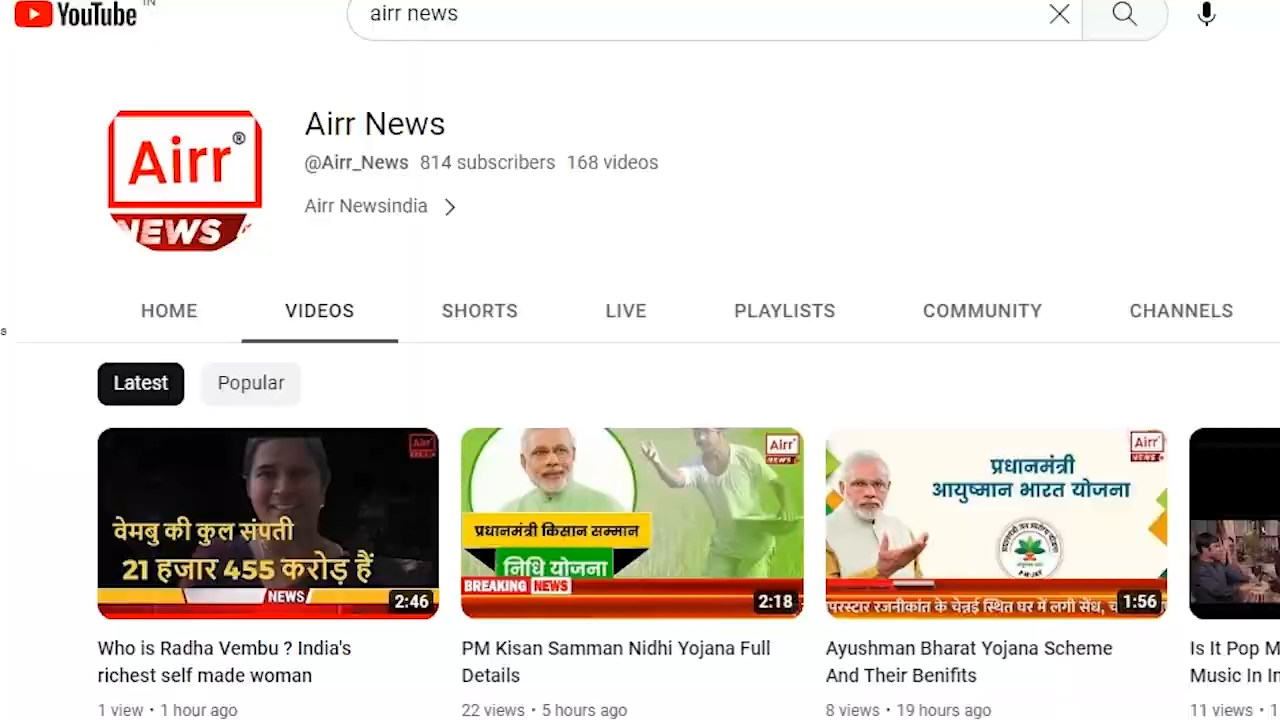 YouTube IN
airr news
Airr®
NEWS
Airr News
@Airr_News 814 subscribers 168 videos
Airr Newsindia
HOME VIDEOS SHORTS LIVE PLAYLISTS COMMUNITY CHANNELS
s
Latest Popular
Airr
वेमबु की कुल संपती
21 हजार 455 करोड़ हैं
NEWS
2:46
Airr
NEWS
प्रधानमंत्री किसान सम्मान
निधि योजना
BREAKING NEWS
2:18
Airr
NEWS
प्रधानमंत्री
आयुष्मान भारत योजना
PM-JAY
परस्टार रजनीकांत के चेन्नई स्थित घर में लगी सेंध, च
1:56
Who is Radha Vembu ? India's
richest self made woman
1 view • 1 hour ago
PM Kisan Samman Nidhi Yojana Full
Details
22 views • 5 hours ago
Ayushman Bharat Yojana Scheme
And Their Benifits
8 views • 19 hours ago
Is It Pop M
Music In In
11 views • 1